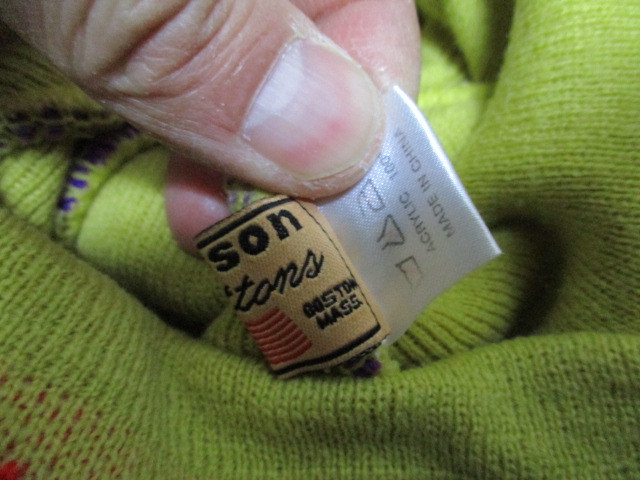 son
tons
BOSTON
MASS.
MADE IN CHINA
ACRYLIC 100